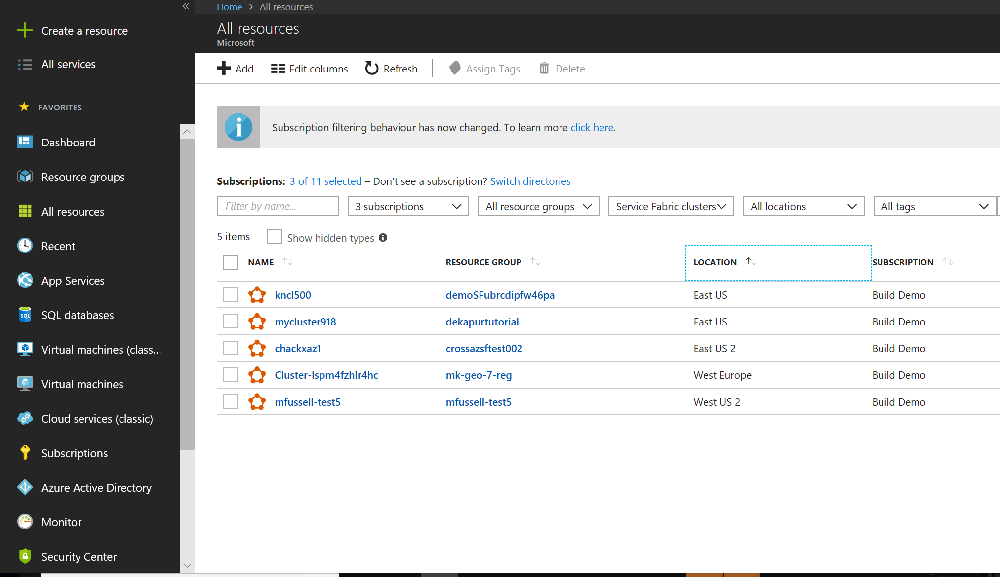 Create a resource
All services
FAVORITES
Dashboard
Resource groups
All resources
Recent
App Services
SQL
SQL databases
Virtual machines (class...
Virtual machines
Cloud services (classic)
Subscriptions
Azure Active Directory
Monitor
Security Center
Home > All resources
All resources
Microsoft
Add Edit columns Refresh Assign Tags Delete
Subscription filtering behaviour has now changed. To learn more click here.
Subscriptions: 3 of 11 selected – Don't see a subscription? Switch directories
Filter by name... 3 subscriptions All resource groups Service Fabric clusters All locations All tags
5 items Show hidden types
NAME RESOURCE GROUP LOCATION SUBSCRIPTION
kncl500 demoSFubrcdipfw46pa East US Build Demo
mycluster918 dekapurtutorial East US Build Demo
chackxaz1 crossazsftest002 East US 2 Build Demo
Cluster-lspm4fzhlr4hc mk-geo-7-reg West Europe Build Demo
mfussell-test5 mfussell-test5 West US 2 Build Demo